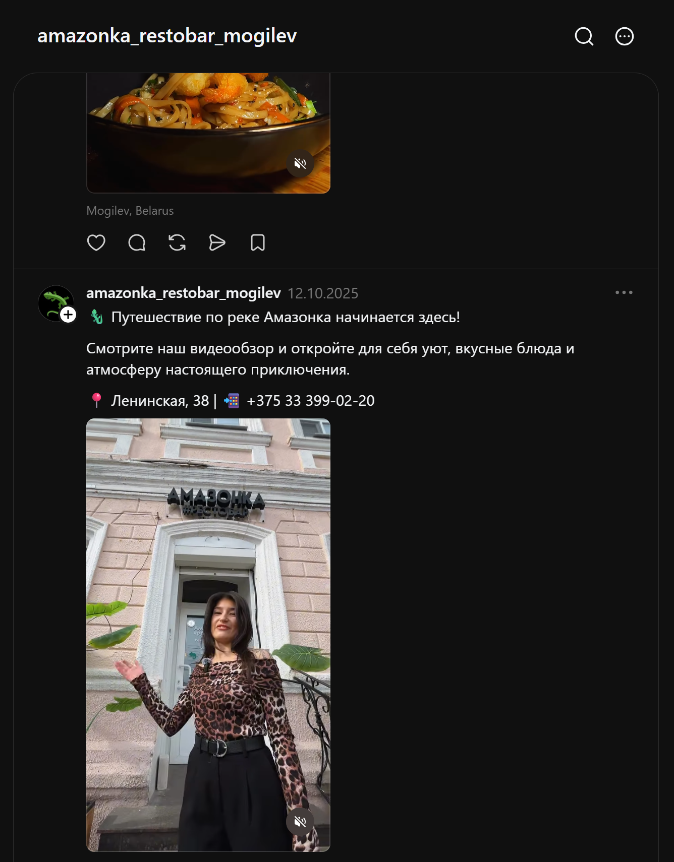 amazonka_restobar_mogilev
Mogilev, Belarus
amazonka_restobar_mogilev 12.10.2025
🦎 Путешествие по реке Амазонка начинается здесь!
Смотрите наш видеообзор и откройте для себя уют, вкусные блюда и
атмосферу настоящего приключения.
📍 Ленинская, 38 | 📲 +375 33 399-02-20
АМАЗОНКА
РЕСТОБАР